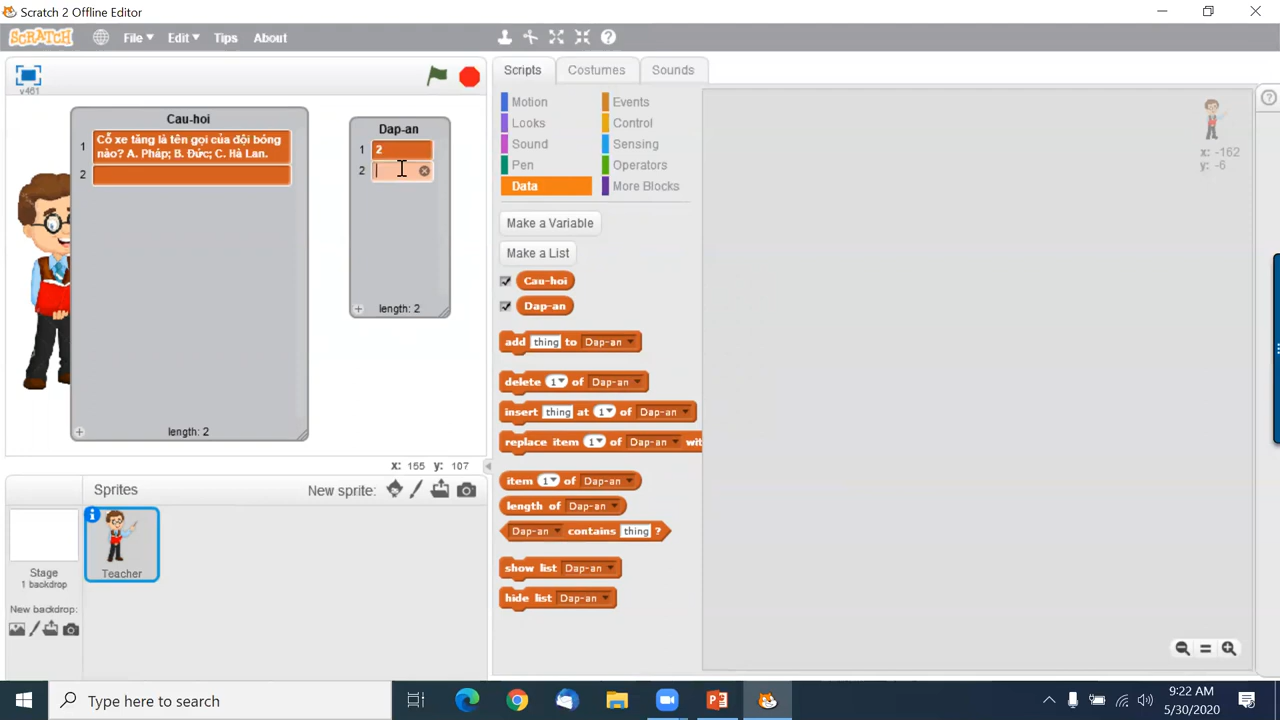 Scratch 2 Offline Editor
SCRATCH
File
Edit
Tips
About
v461
Cau-hoi
1
Cỗ xe tăng là tên gọi của đội bóng
nào? A. Pháp; B. Đức; C. Hà Lan.
2
length: 2
Dap-an
1 2
2
length: 2
x: 155 y: 107
Sprites
New sprite:
Stage
1 backdrop
New backdrop:
Teacher
Scripts
Costumes
Sounds
Motion
Looks
Sound
Pen
Data
Events
Control
Sensing
Operators
More Blocks
Make a Variable
Make a List
Cau-hoi
Dap-an
add thing to Dap-an
delete 1 of Dap-an
insert thing at 1 of Dap-an
replace item 1 of Dap-an wit
item 1 of Dap-an
length of Dap-an
Dap-an contains thing ?
show list Dap-an
hide list Dap-an
x: -162
y: -6
Type here to search
9:22 AM
5/30/2020